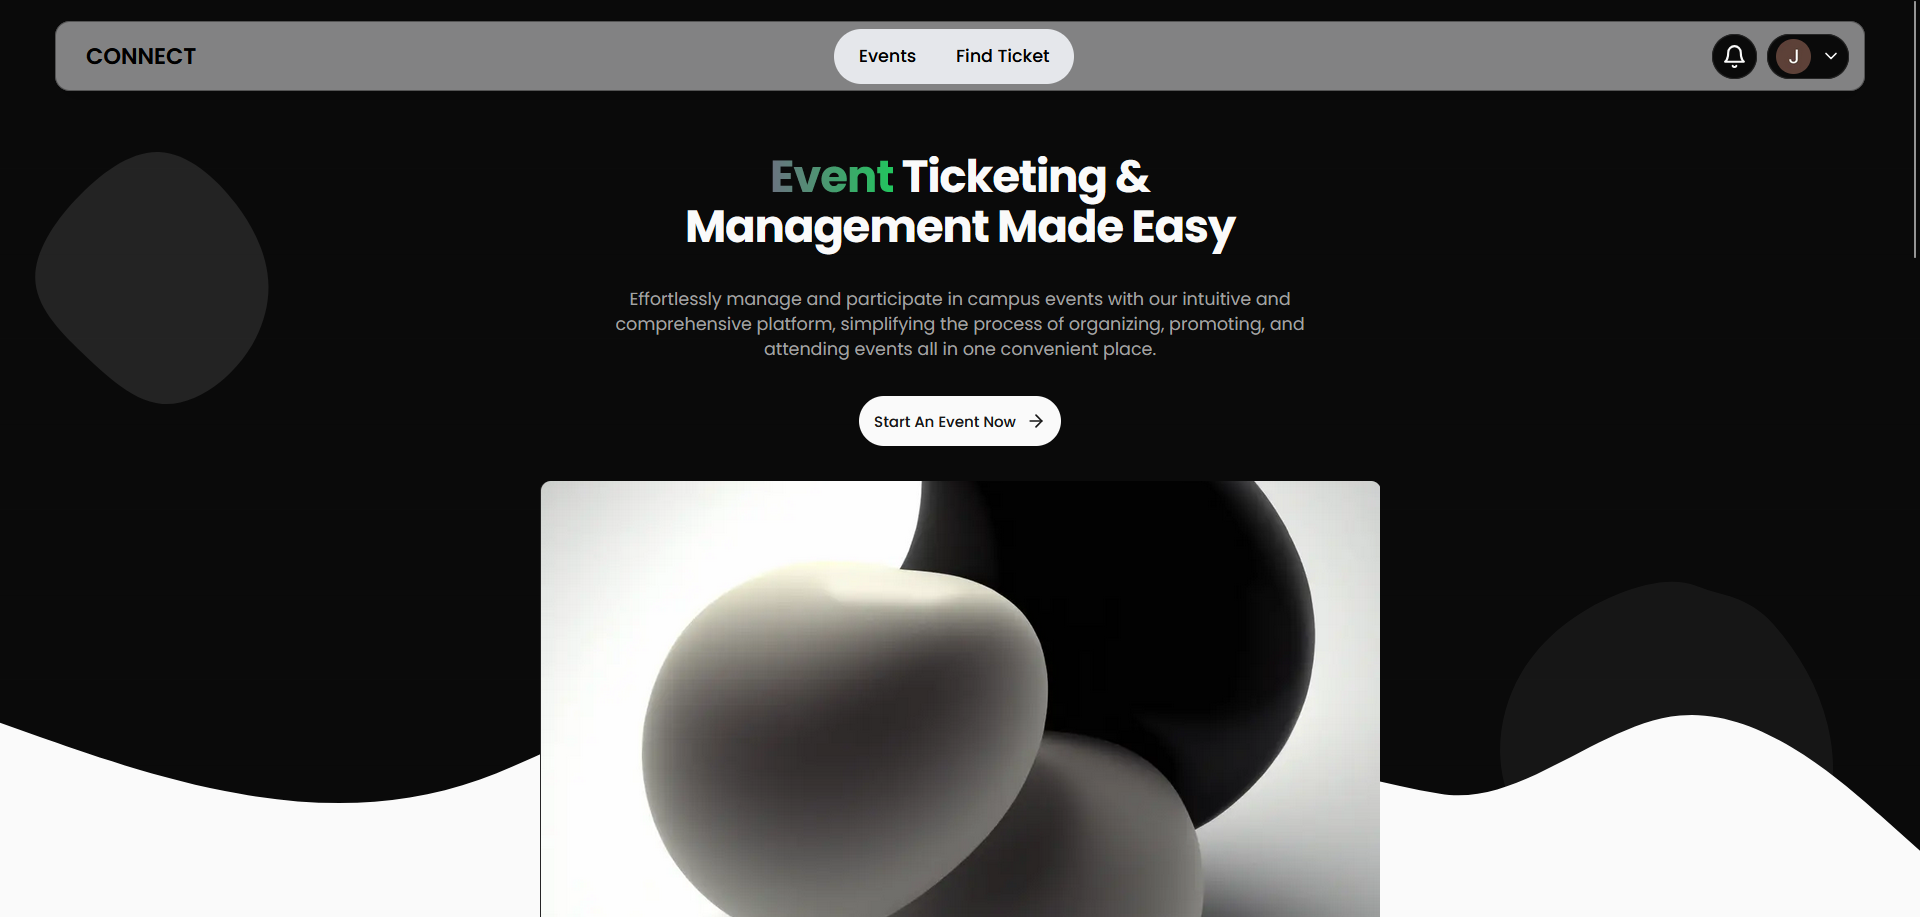 CONNECT
Events
Find Ticket
J
Event Ticketing &
Management Made Easy
Effortlessly manage and participate in campus events with our intuitive and
comprehensive platform, simplifying the process of organizing, promoting, and
attending events all in one convenient place.
Start An Event Now